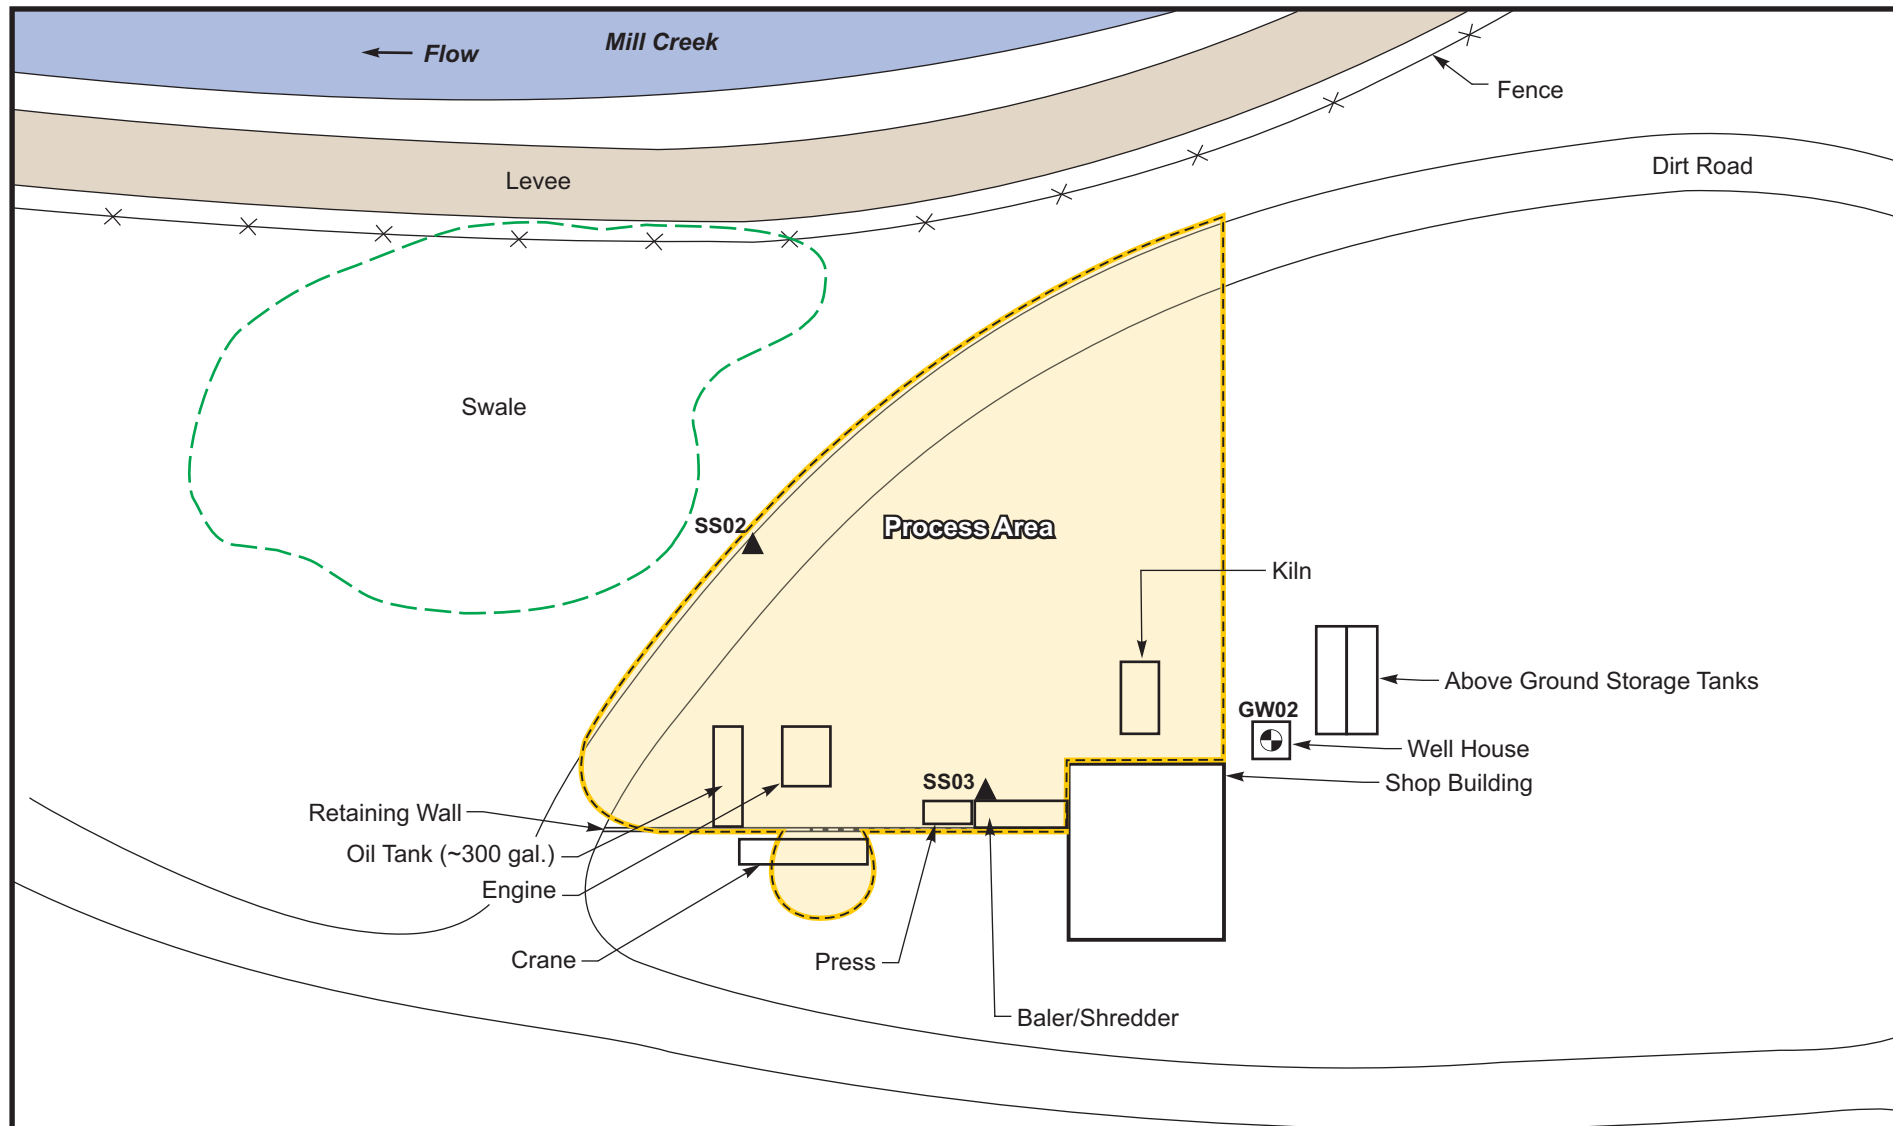 Mill Creek
Flow
Fence
Dirt Road
Levee
Swale
SS02
Process Area
Kiln
Above Ground Storage Tanks
GW02
Well House
Shop Building
SS03
Retaining Wall
Oil Tank (~300 gal.)
Engine
Crane
Press
Baler/Shredder